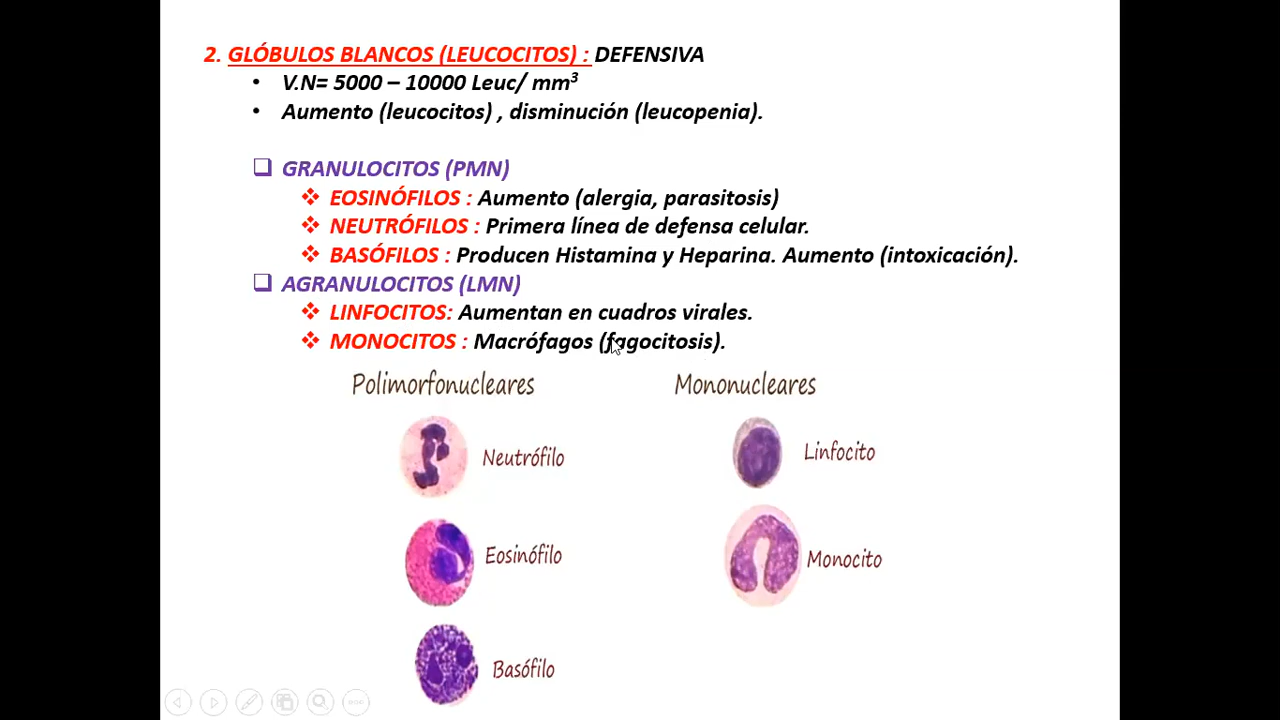 2. GLÓBULOS BLANCOS (LEUCOCITOS) : DEFENSIVA
• V.N= 5000 – 10000 Leuc/ mm³
• Aumento (leucocitos) , disminución (leucopenia).
❑ GRANULOCITOS (PMN)
❖ EOSINÓFILOS : Aumento (alergia, parasitosis)
❖ NEUTRÓFILOS : Primera línea de defensa celular.
❖ BASÓFILOS : Producen Histamina y Heparina. Aumento (intoxicación).
❑ AGRANULOCITOS (LMN)
❖ LINFOCITOS: Aumentan en cuadros virales.
❖ MONOCITOS : Macrófagos (fagocitosis).
Polimorfonucleares
Neutrófilo
Eosinófilo
Basófilo
Mononucleares
Linfocito
Monocito